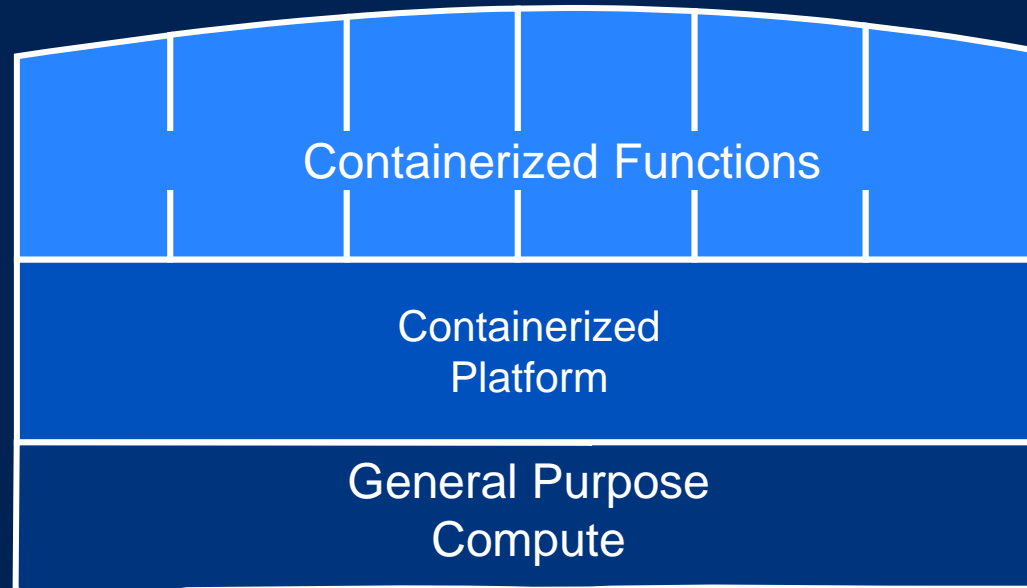 Containerized Functions
Containerized
Platform
General Purpose
Compute